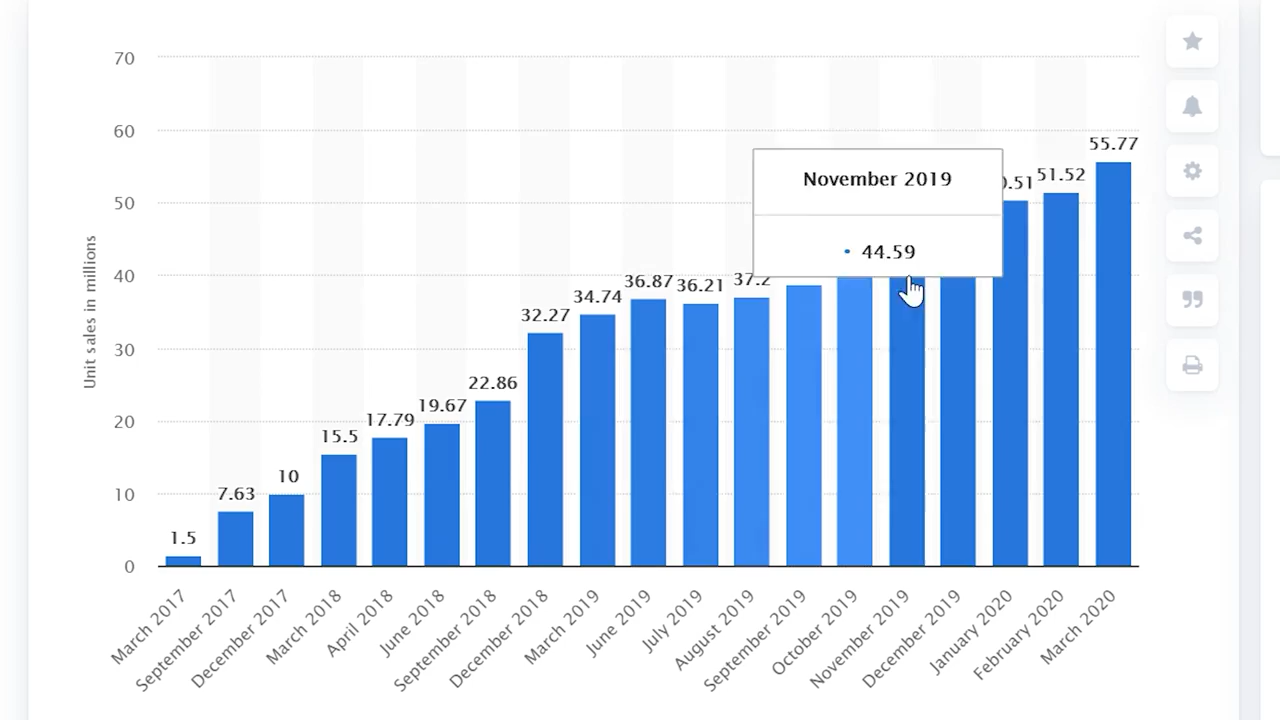 70
60
50
40
30
20
10
0
Unit sales in millions
1.5
7.63
10
15.5
17.79
19.67
22.86
32.27
34.74
36.87
36.21
37.2
November 2019
44.59
0.51
51.52
55.77
March 2017
September 2017
December 2017
March 2018
April 2018
June 2018
September 2018
December 2018
March 2019
June 2019
July 2019
August 2019
September 2019
October 2019
November 2019
December 2019
January 2020
February 2020
March 2020